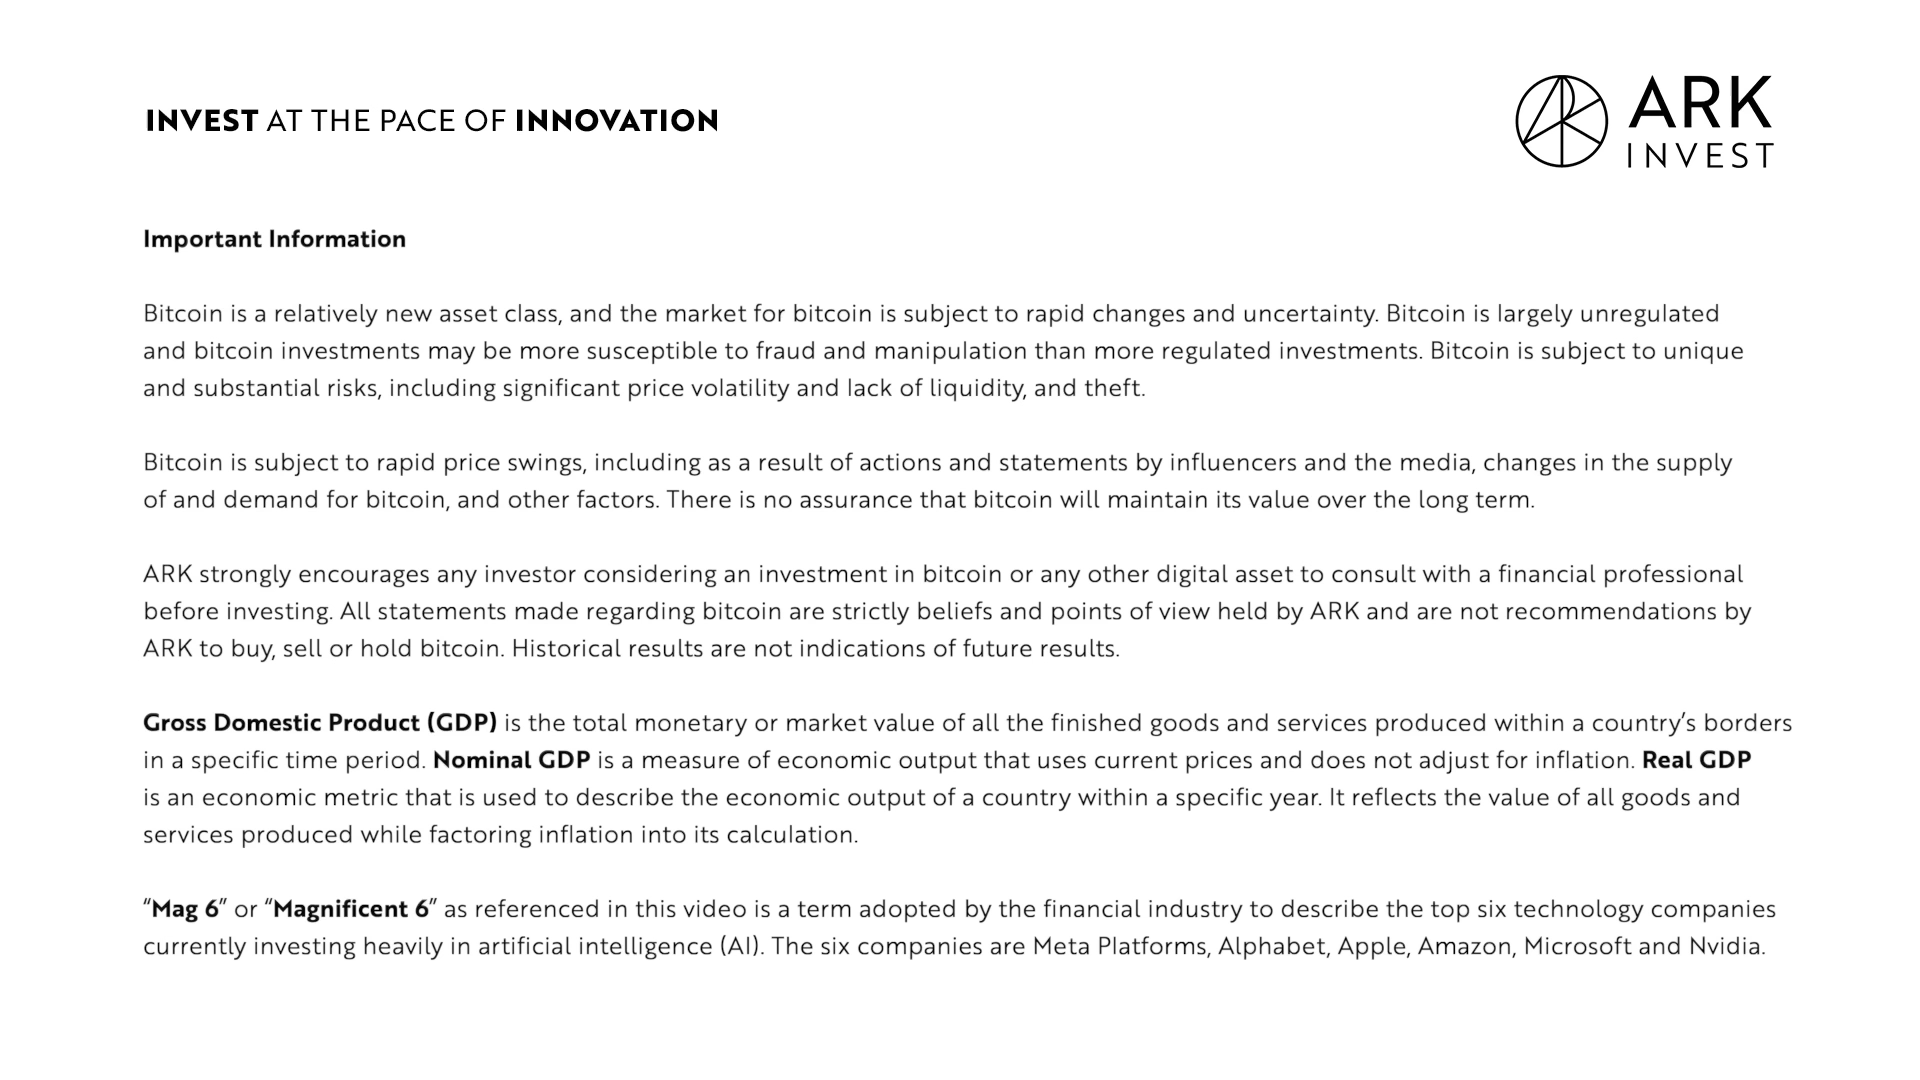 INVEST AT THE PACE OF INNOVATION
ARK
INVEST
Important Information
Bitcoin is a relatively new asset class, and the market for bitcoin is subject to rapid changes and uncertainty. Bitcoin is largely unregulated
and bitcoin investments may be more susceptible to fraud and manipulation than more regulated investments. Bitcoin is subject to unique
and substantial risks, including significant price volatility and lack of liquidity, and theft.
Bitcoin is subject to rapid price swings, including as a result of actions and statements by influencers and the media, changes in the supply
of and demand for bitcoin, and other factors. There is no assurance that bitcoin will maintain its value over the long term.
ARK strongly encourages any investor considering an investment in bitcoin or any other digital asset to consult with a financial professional
before investing. All statements made regarding bitcoin are strictly beliefs and points of view held by ARK and are not recommendations by
ARK to buy, sell or hold bitcoin. Historical results are not indications of future results.
Gross Domestic Product (GDP) is the total monetary or market value of all the finished goods and services produced within a country’s borders
in a specific time period. Nominal GDP is a measure of economic output that uses current prices and does not adjust for inflation. Real GDP
is an economic metric that is used to describe the economic output of a country within a specific year. It reflects the value of all goods and
services produced while factoring inflation into its calculation.
“Mag 6” or “Magnificent 6” as referenced in this video is a term adopted by the financial industry to describe the top six technology companies
currently investing heavily in artificial intelligence (AI). The six companies are Meta Platforms, Alphabet, Apple, Amazon, Microsoft and Nvidia.